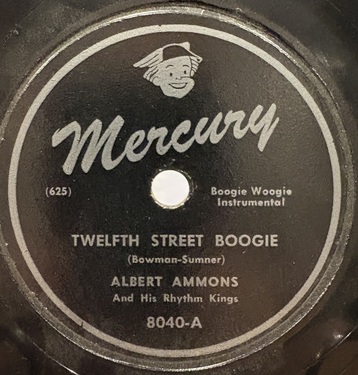 Mercury
(625)
Boogie Woogie
Instrumental
TWELFTH STREET BOOGIE
(Bowman-Sumner)
ALBERT AMMONS
And His Rhythm Kings
8040-A